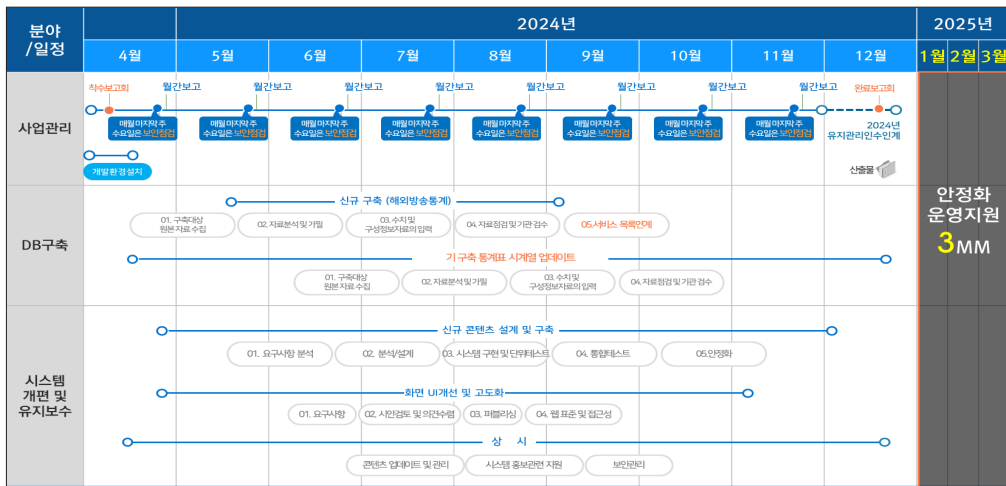 분야
/일정
2024년
2025년
4월 5월 6월 7월 8월 9월 10월 11월 12월 1월 2월 3월
사업관리
착수보고회 월간보고 월간보고 월간보고 월간보고 월간보고 월간보고 월간보고 월간보고 완료보고회
매월 마지막 주
수요일은 보안점검
매월 마지막 주
수요일은 보안점검
매월 마지막 주
수요일은 보안점검
매월 마지막 주
수요일은 보안점검
매월 마지막 주
수요일은 보안점검
매월 마지막 주
수요일은 보안점검
매월 마지막 주
수요일은 보안점검
매월 마지막 주
수요일은 보안점검
2024년
유지관리인수인계
개발환경설치
산출물
DB구축
신규 구축 (해외방송통계)
01. 구축대상
원본 자료 수집
02. 자료분석 및 가밀
03. 수치 및
구성정보자료의 입력
04. 자료점검 및 기관 검수
05.서비스 목록연계
기 구축 통계표 시계열 업데이트
01. 구축대상
원본 자료 수집
02. 자료분석 및 가밀
03. 수치 및
구성정보자료의 입력
04. 자료점검 및 기관 검수
시스템
개편 및
유지보수
신규 콘텐츠 설계 및 구축
01. 요구사항 분석
02. 분석/설계
03. 시스템 구현 및 단위테스트
04. 통합테스트
05.안정화
화면 UI개선 및 고도화
01. 요구사항
02. 시안검토 및 의견수렴
03. 퍼블리싱
04. 웹 표준 및 접근성
상 시
콘텐츠 업데이트 및 관리
시스템 홍보관련 지원
보안관리
안정화
운영지원
3MM